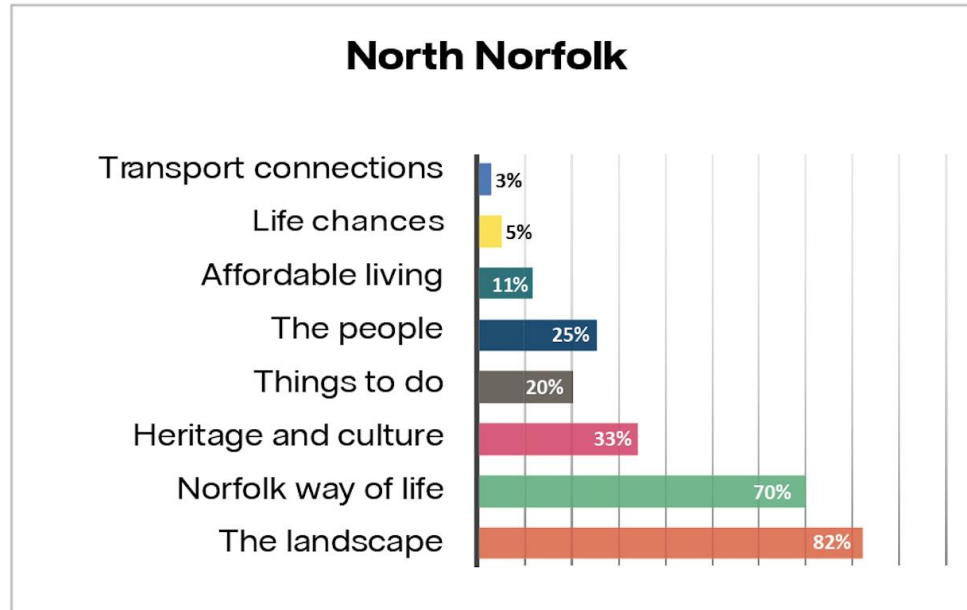 North Norfolk
Transport connections 3%
Life chances 5%
Affordable living 11%
The people 25%
Things to do 20%
Heritage and culture 33%
Norfolk way of life 70%
The landscape 82%